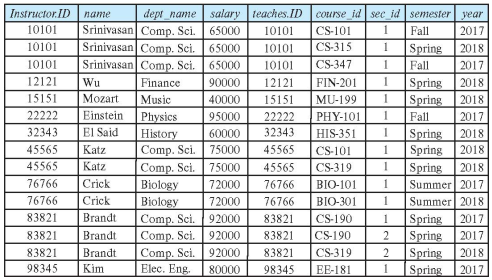 Instructor.ID name dept_name salary teaches.ID course_id sec_id semester year
10101 Srinivasan Comp. Sci. 65000 10101 CS-101 1 Fall 2017
10101 Srinivasan Comp. Sci. 65000 10101 CS-315 1 Spring 2018
10101 Srinivasan Comp. Sci. 65000 10101 CS-347 1 Fall 2017
12121 Wu Finance 90000 12121 FIN-201 1 Spring 2018
15151 Mozart Music 40000 15151 MU-199 1 Spring 2018
22222 Einstein Physics 95000 22222 PHY-101 1 Fall 2017
32343 El Said History 60000 32343 HIS-351 1 Spring 2018
45565 Katz Comp. Sci. 75000 45565 CS-101 1 Spring 2018
45565 Katz Comp. Sci. 75000 45565 CS-319 1 Spring 2018
76766 Crick Biology 72000 76766 BIO-101 1 Summer 2017
76766 Crick Biology 72000 76766 BIO-301 1 Summer 2018
83821 Brandt Comp. Sci. 92000 83821 CS-190 1 Spring 2017
83821 Brandt Comp. Sci. 92000 83821 CS-190 2 Spring 2017
83821 Brandt Comp. Sci. 92000 83821 CS-319 2 Spring 2018
98345 Kim Elec. Eng. 80000 98345 EE-181 1 Spring 2017